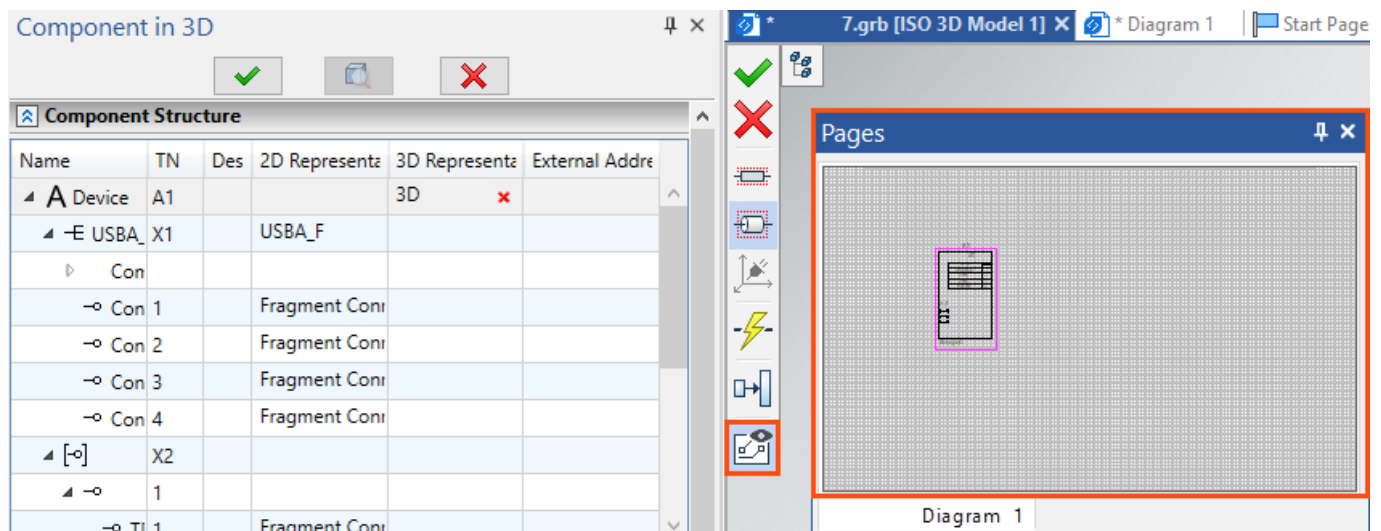 Component in 3D
Component Structure
Name TN Des 2D Representa 3D Representa External Addre
A Device A1 3D
USBA_ X1 USBA_F
Con
Con 1 Fragment Conr
Con 2 Fragment Conr
Con 3 Fragment Conr
Con 4 Fragment Conr
X2
1
1 Fragment Conr
* 7.grb [ISO 3D Model 1] * Diagram 1 Start Page
Pages
Diagram 1